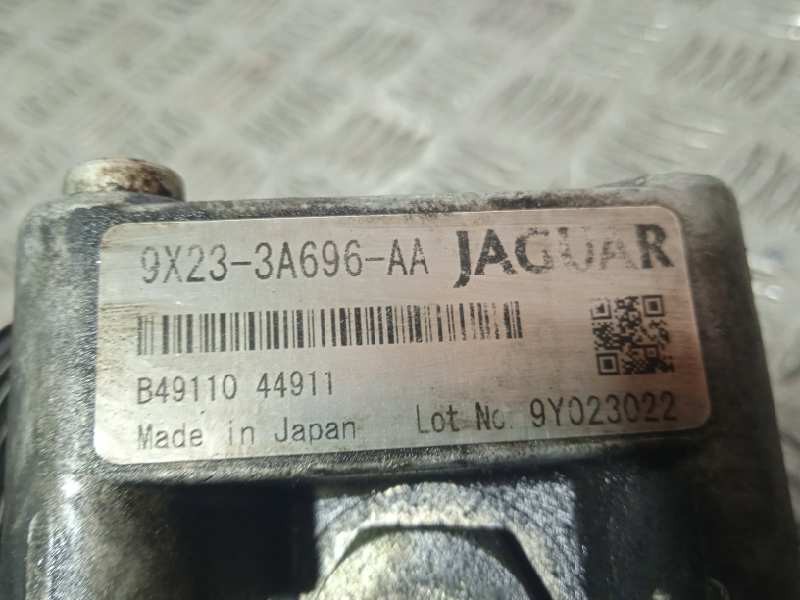 9X23-3A696-AA JAGUAR
B49110 44911
Made in Japan Lot No. 9Y023022